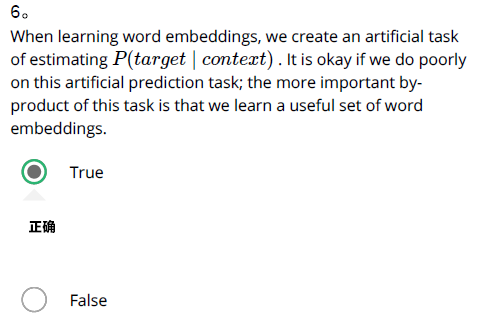 6。
When learning word embeddings, we create an artificial task
of estimating P(target | context) . It is okay if we do poorly
on this artificial prediction task; the more important by-
product of this task is that we learn a useful set of word
embeddings.
True
正确
False